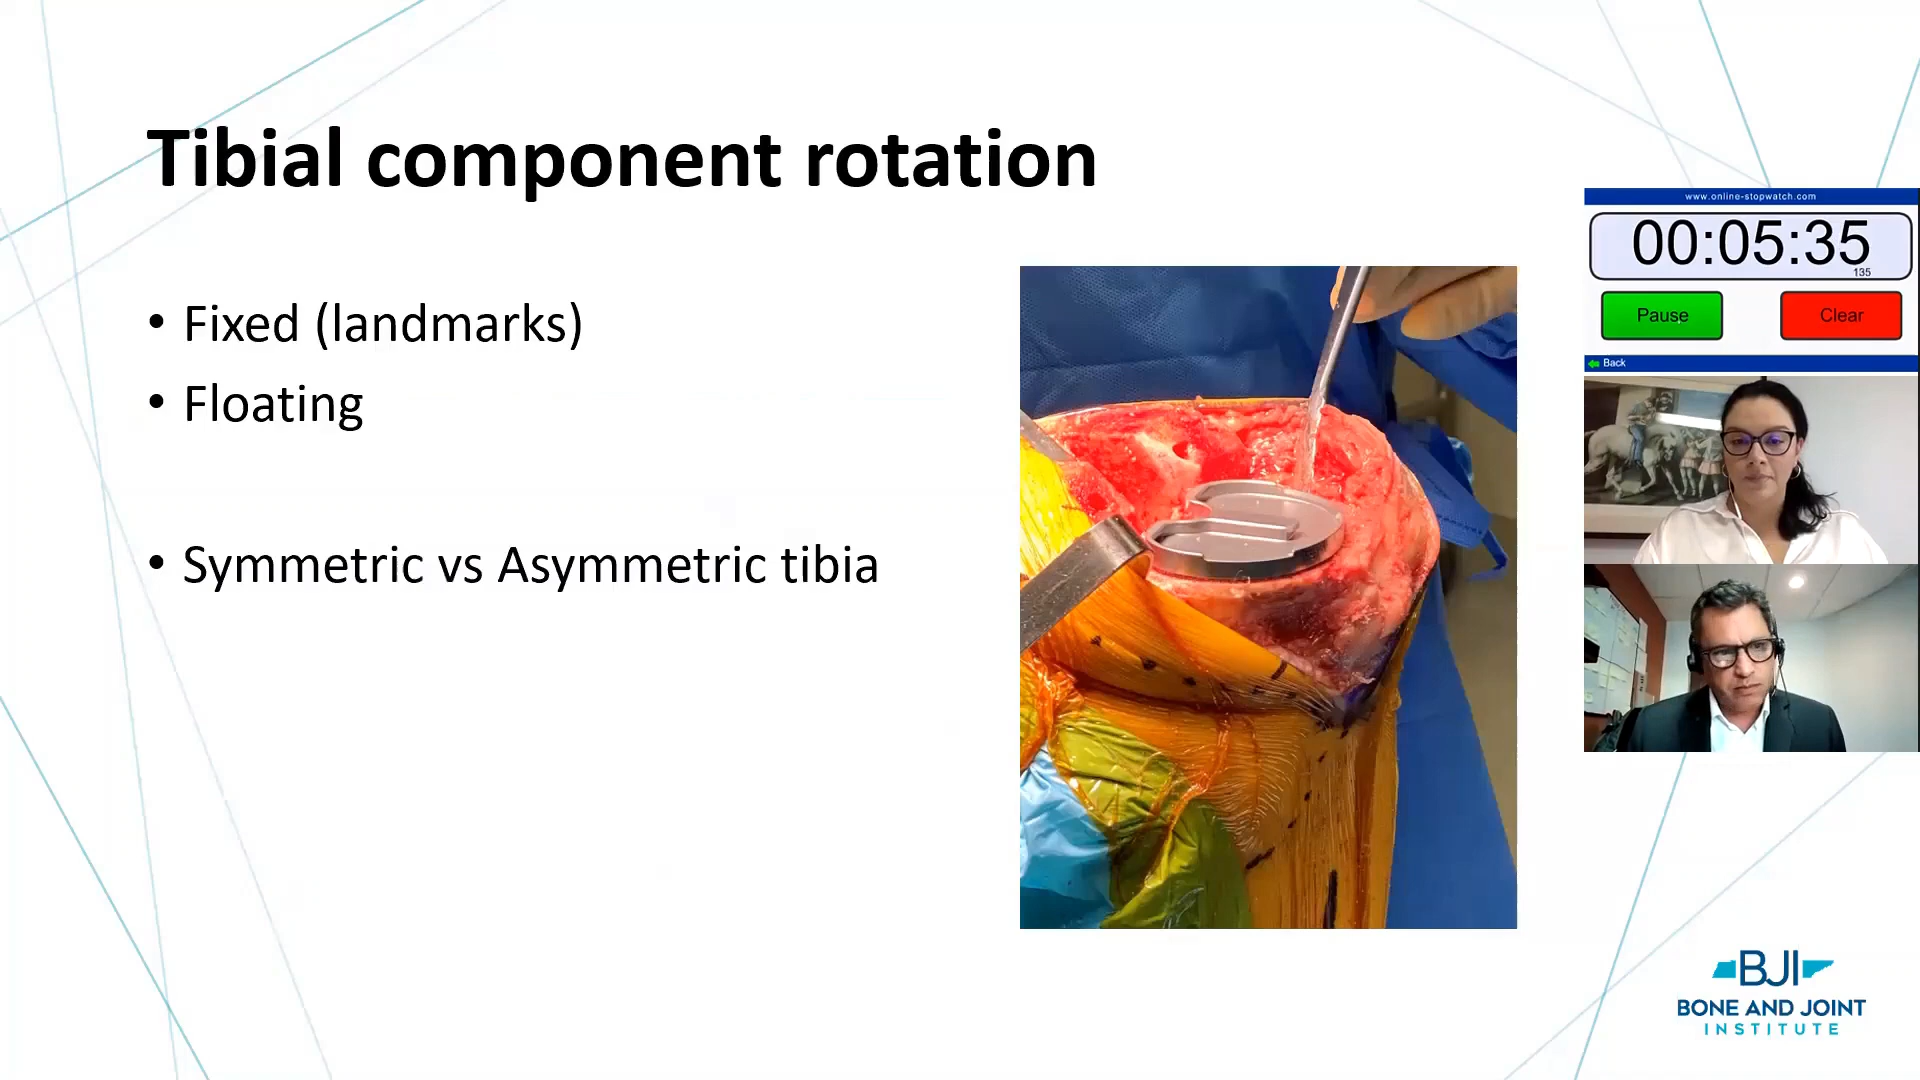 Tibial component rotation
• Fixed (landmarks)
• Floating
• Symmetric vs Asymmetric tibia
www.online-stopwatch.com
00:05:35
135
Pause
Clear
Back
BJI
BONE AND JOINT
INSTITUTE